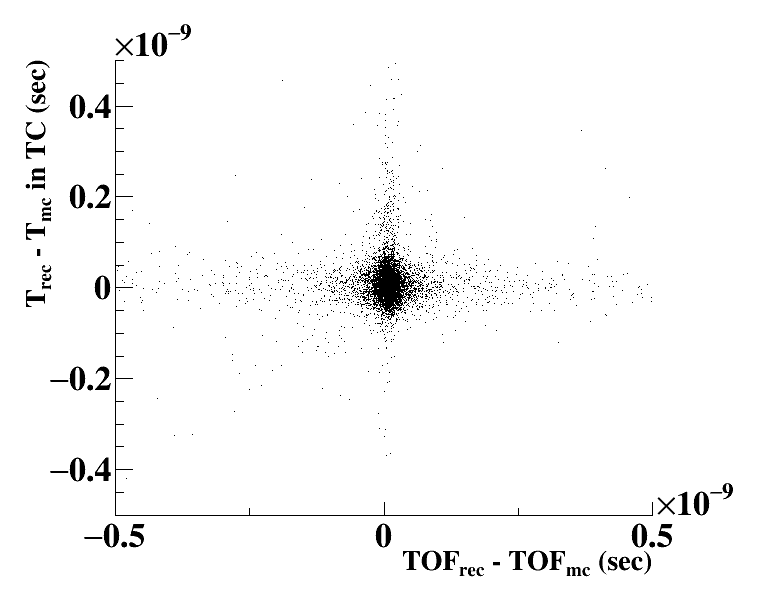 ×10⁻⁹
T_rec - T_mc in TC (sec)
0.4
0.2
0
−0.2
−0.4
−0.5 0 0.5
×10⁻⁹
TOF_rec - TOF_mc (sec)